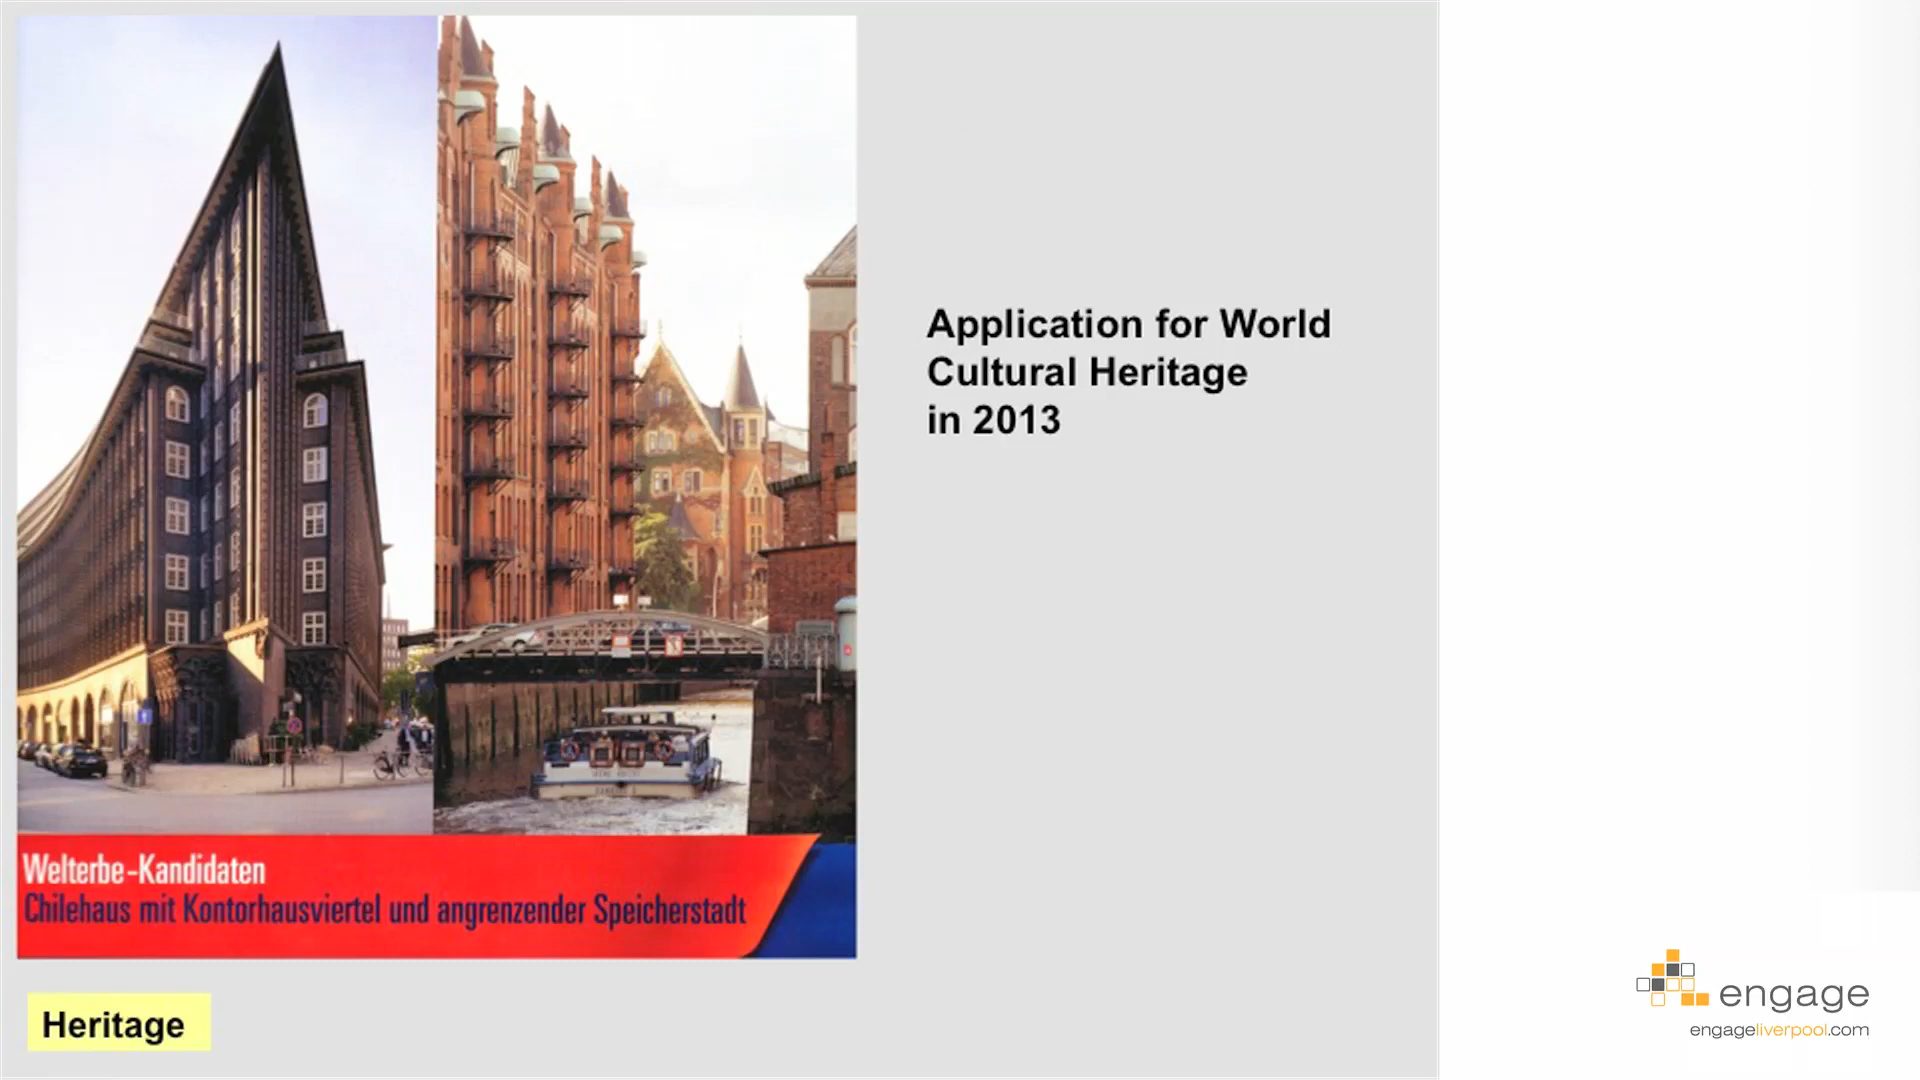 Application for World
Cultural Heritage
in 2013
Welterbe-Kandidaten
Chilehaus mit Kontorhausviertel und angrenzender Speicherstadt
Heritage
engage
engageliverpool.com